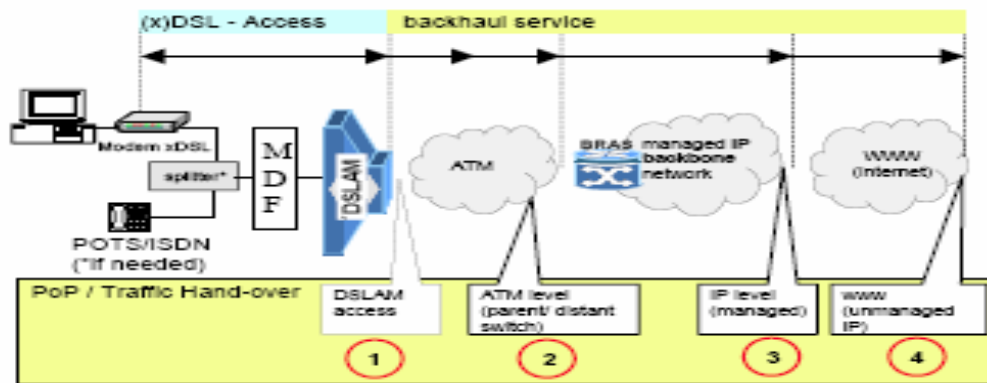 (x)DSL - Access
backhaul service
Modem xDSL
splitter*
MDF
DSLAM
ATM
BRAS
managed IP
backbone
network
WWW
(Internet)
POTS/ISDN
(*if needed)
PoP / Traffic Hand-over
DSLAM
access
ATM level
(parent/ distant
switch)
IP level
(managed)
www
(unmanaged
IP)
1
2
3
4